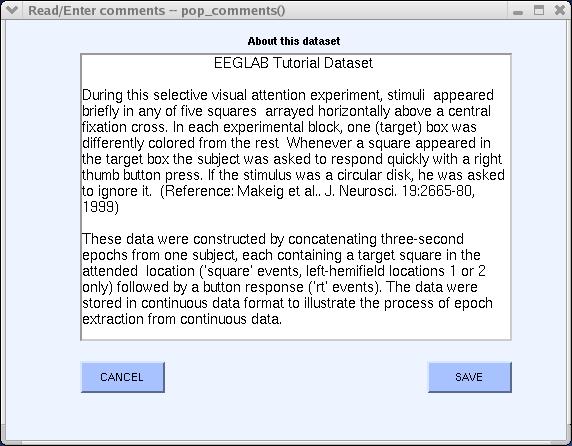 Read/Enter comments -- pop_comments()
About this dataset
EEGLAB Tutorial Dataset
During this selective visual attention experiment, stimuli  appeared
briefly in any of five squares  arrayed horizontally above a central
fixation cross. In each experimental block, one (target) box was
differently colored from the rest  Whenever a square appeared in
the target box the subject was asked to respond quickly with a right
thumb button press. If the stimulus was a circular disk, he was asked
to ignore it.  (Reference: Makeig et al.. J. Neurosci. 19:2665-80,
1999)
These data were constructed by concatenating three-second
epochs from one subject, each containing a target square in the
attended  location ('square' events, left-hemifield locations 1 or 2
only) followed by a button response ('rt' events). The data were
stored in continuous data format to illustrate the process of epoch
extraction from continuous data.
CANCEL
SAVE